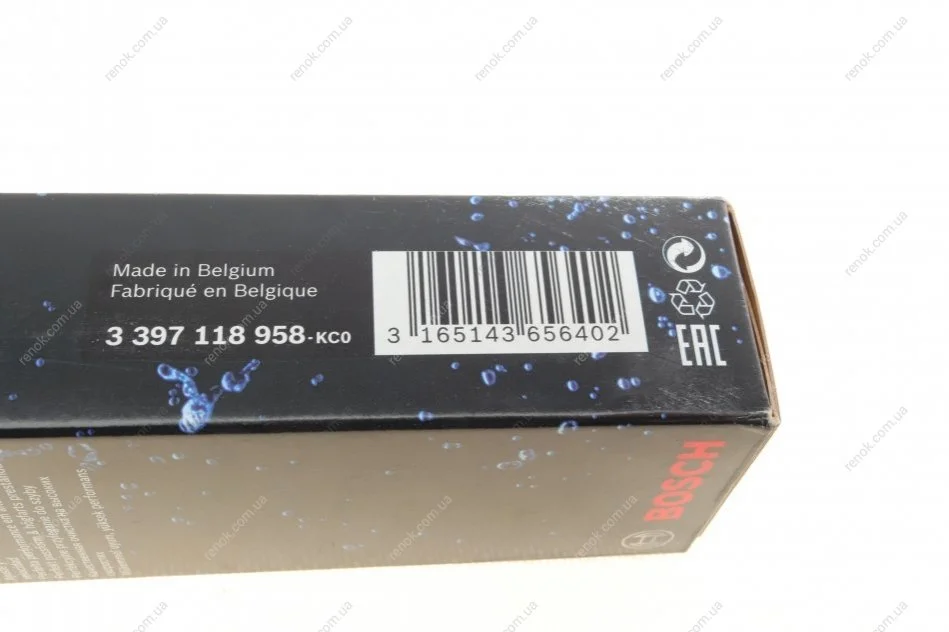 Made in Belgium
Fabriqué en Belgique
3 397 118 958-KC0
3 165143 656402
EAC
BOSCH
renok.com.ua